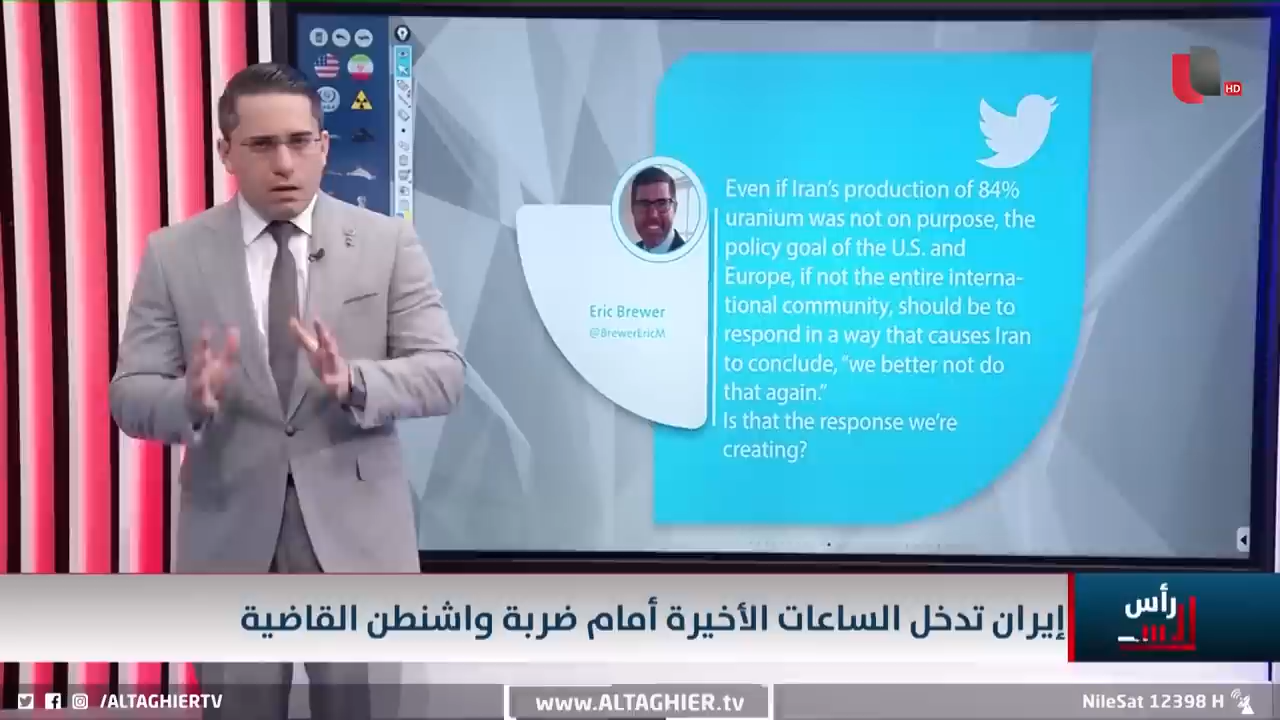 HD
Even if Iran's production of 84%
uranium was not on purpose, the
policy goal of the U.S. and
Europe, if not the entire interna-
tional community, should be to
respond in a way that causes Iran
to conclude, "we better not do
that again."
Is that the response we're
creating?
Eric Brewer
@BrewerEricM
إيران تدخل الساعات الأخيرة أمام ضربة واشنطن القاضية
رأس
/ALTAGHIERTV
www.ALTAGHIER.tv
NileSat 12398 H